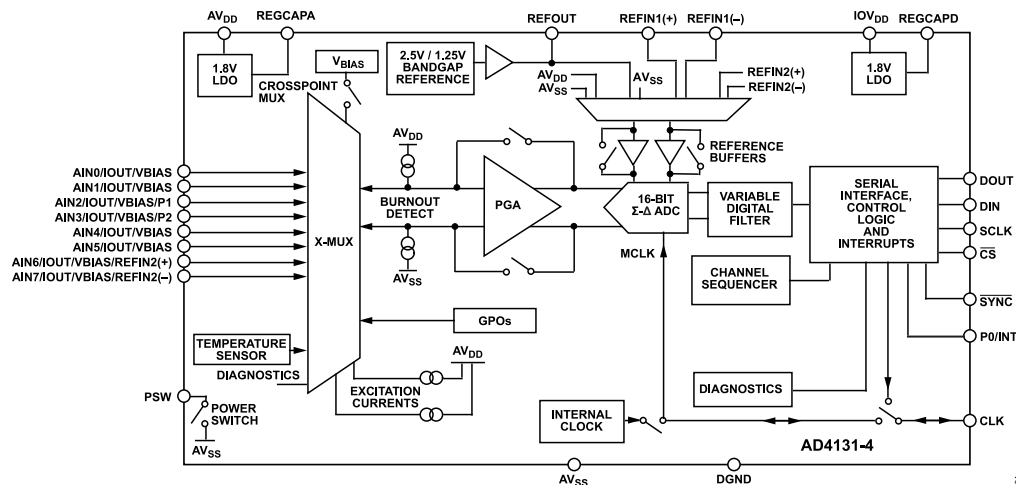 AVDD
REGCAPA
REFOUT
REFIN1(+)
REFIN1(–)
IOVDD
REGCAPD
1.8V
LDO
VBIAS
CROSSPOINT
MUX
2.5V / 1.25V
BANDGAP
REFERENCE
AVDD
AVSS
AVSS
REFIN2(+)
REFIN2(–)
1.8V
LDO
REFERENCE
BUFFERS
AVDD
AIN0/IOUT/VBIAS
AIN1/IOUT/VBIAS
AIN2/IOUT/VBIAS/P1
AIN3/IOUT/VBIAS/P2
AIN4/IOUT/VBIAS
AIN5/IOUT/VBIAS
AIN6/IOUT/VBIAS/REFIN2(+)
AIN7/IOUT/VBIAS/REFIN2(–)
X-MUX
BURNOUT
DETECT
AVSS
PGA
16-BIT
Σ-Δ ADC
VARIABLE
DIGITAL
FILTER
SERIAL
INTERFACE,
CONTROL
LOGIC
AND
INTERRUPTS
DOUT
DIN
SCLK
CS
SYNC
P0/INT
MCLK
CHANNEL
SEQUENCER
GPOs
TEMPERATURE
SENSOR
DIAGNOSTICS
AVDD
EXCITATION
CURRENTS
DIAGNOSTICS
PSW
POWER
SWITCH
AVSS
INTERNAL
CLOCK
CLK
AD4131-4
AVSS
DGND